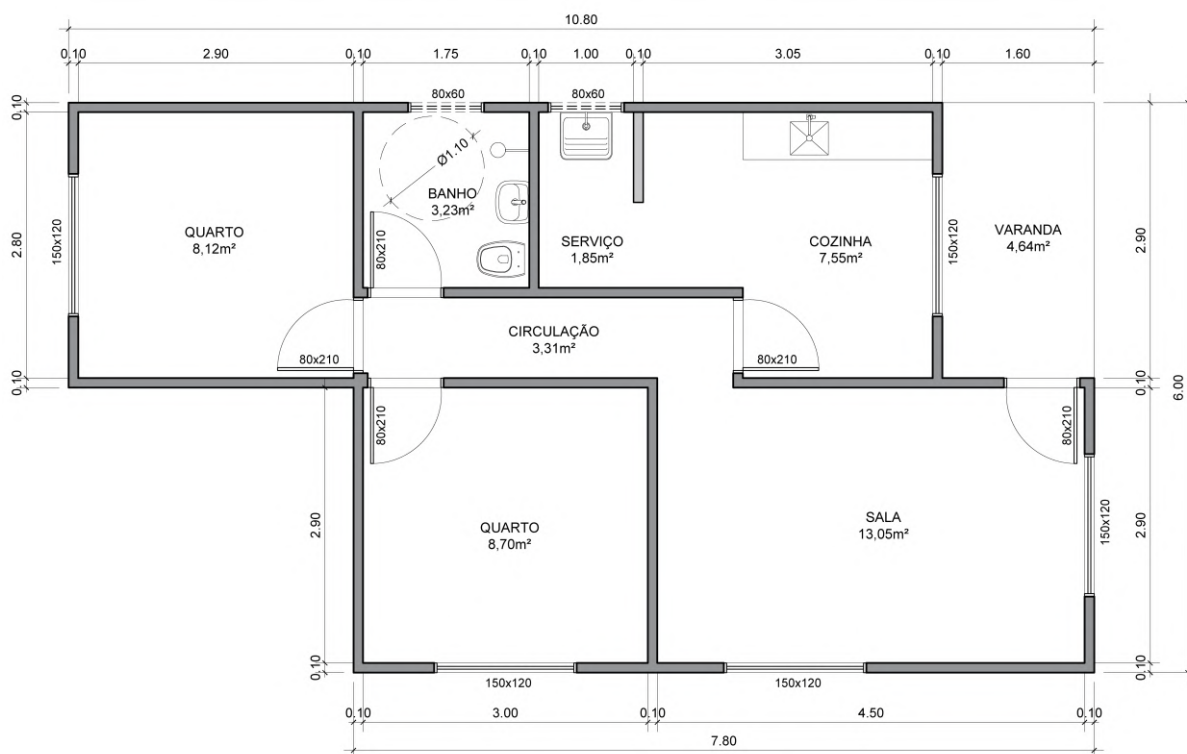 10.80
0.10
2.90
0.10
1.75
0.10
1.00
0.10
3.05
0.10
1.60
80x60
80x60
0.10
2.80
0.10
150x120
QUARTO
8,12m²
Ø1.10
BANHO
3,23m²
80x210
SERVIÇO
1,85m²
COZINHA
7,55m²
150x120
VARANDA
4,64m²
2.90
0.10
6.00
CIRCULAÇÃO
3,31m²
80x210
80x210
80x210
80x210
2.90
0.10
QUARTO
8,70m²
SALA
13,05m²
150x120
2.90
0.10
150x120
150x120
0.10
3.00
0.10
4.50
0.10
7.80